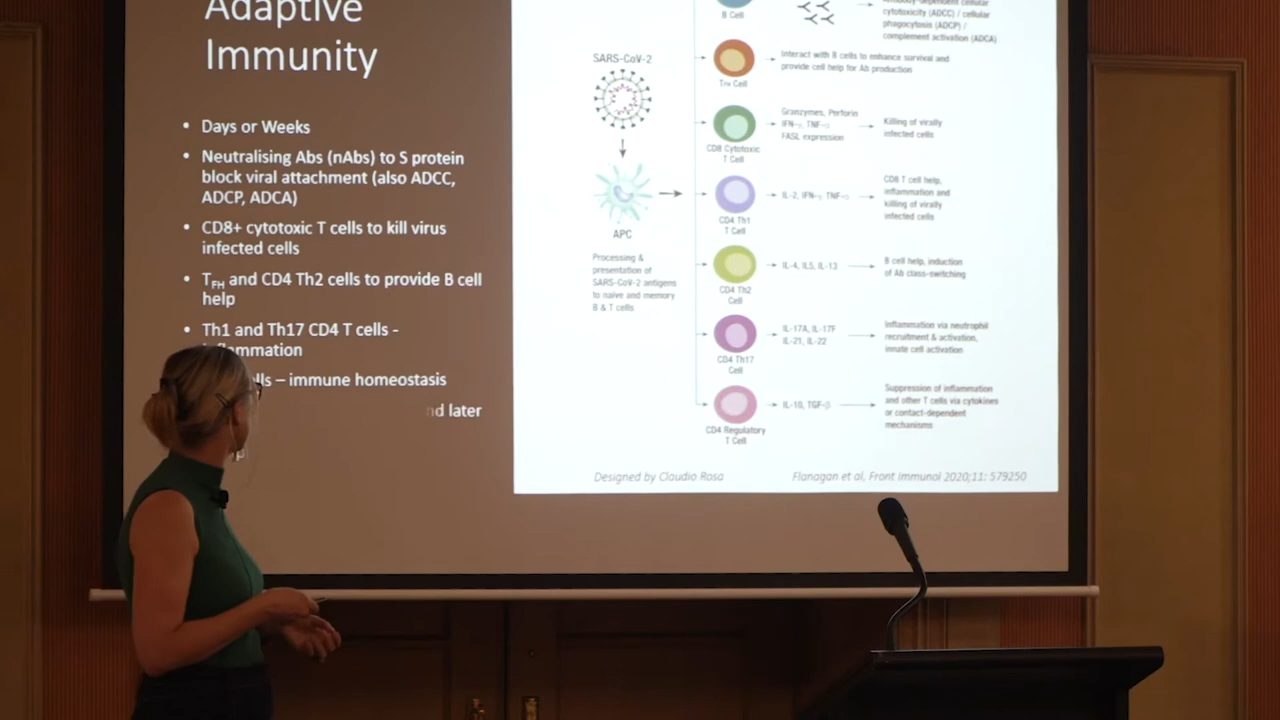 Adaptive
Immunity
• Days or Weeks
• Neutralising Abs (nAbs) to S protein
block viral attachment (also ADCC,
ADCP, ADCA)
• CD8+ cytotoxic T cells to kill virus
infected cells
• TFH and CD4 Th2 cells to provide B cell
help
• Th1 and Th17 CD4 T cells -
inflammation
cells – immune homeostasis
nd later
SARS-CoV-2
APC
Processing &
presentation of
SARS-CoV-2 antigens
to naive and memory
B & T cells
B Cell
Antibody-dependent cellular
cytotoxicity (ADCC) / cellular
phagocytosis (ADCP) /
complement activation (ADCA)
TFH Cell
Interact with B cells to enhance survival and
provide cell help for Ab production
CD8 Cytotoxic
T Cell
Granzymes, Perforin
IFN-γ, TNF-α
FASL expression
Killing of virally
infected cells
CD4 Th1
T Cell
IL-2, IFN-γ, TNF-α
CD8 T cell help,
inflammation and
killing of virally
infected cells
CD4 Th2
Cell
IL-4, IL5, IL-13
B cell help, induction
of Ab class-switching
CD4 Th17
Cell
IL-17A, IL-17F
IL-21, IL-22
Inflammation via neutrophil
recruitment & activation,
innate cell activation
CD4 Regulatory
T Cell
IL-10, TGF-β
Suppression of inflammation
and other T cells via cytokines
or contact-dependent
mechanisms
Designed by Claudio Rosa
Flanagan et al, Front Immunol 2020;11: 579250